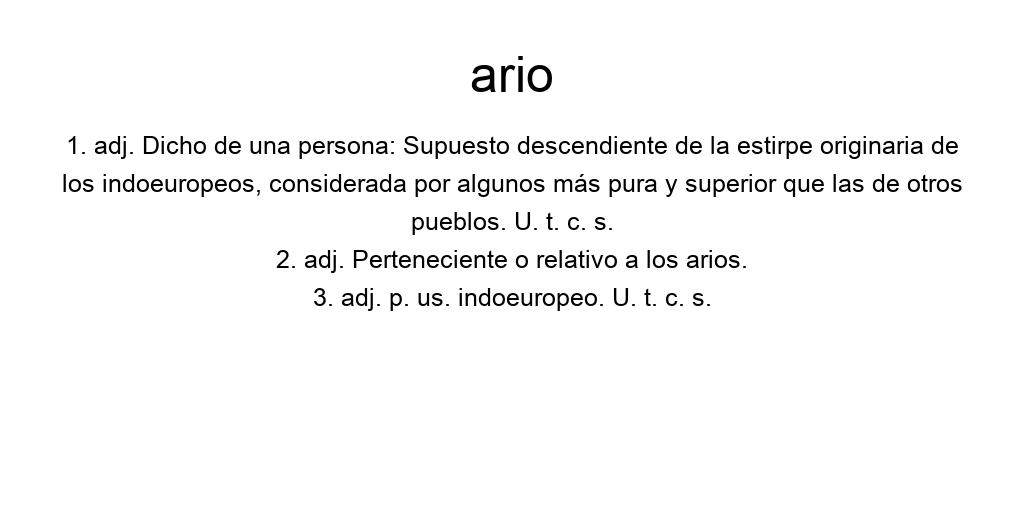 ario
1. adj. Dicho de una persona: Supuesto descendiente de la estirpe originaria de
los indoeuropeos, considerada por algunos más pura y superior que las de otros
pueblos. U. t. c. s.
2. adj. Perteneciente o relativo a los arios.
3. adj. p. us. indoeuropeo. U. t. c. s.